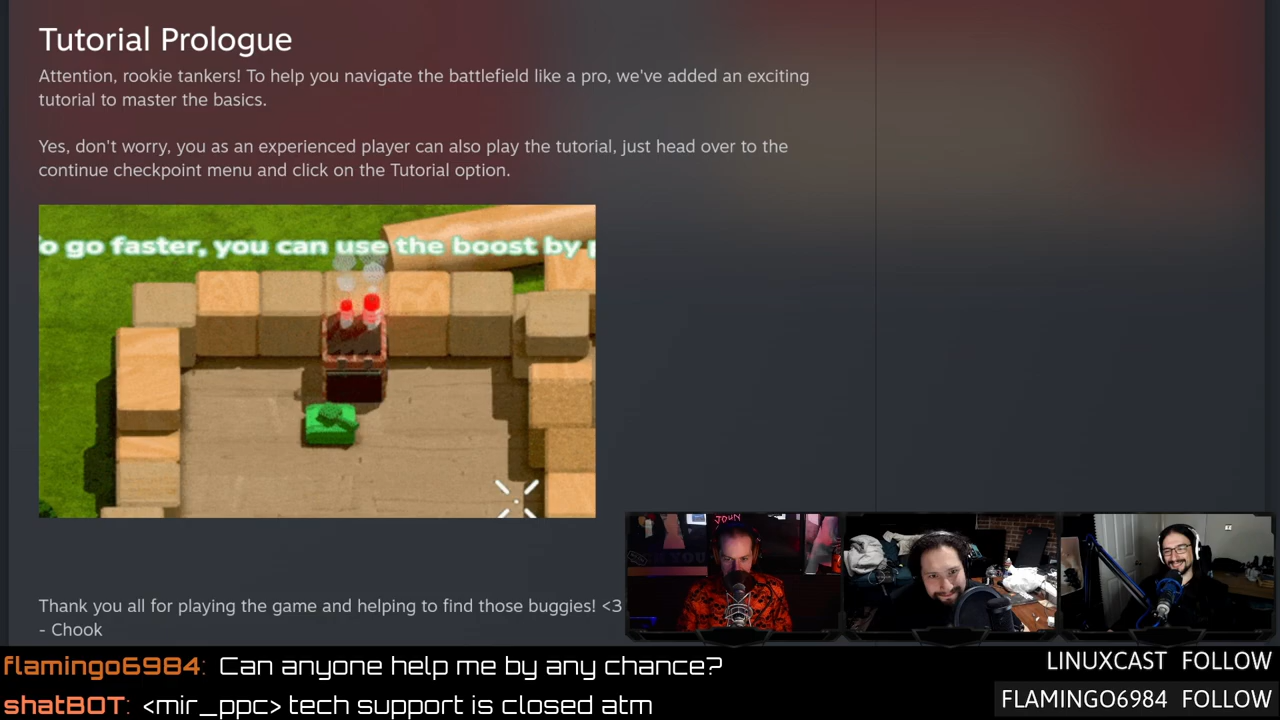 Tutorial Prologue
Attention, rookie tankers! To help you navigate the battlefield like a pro, we've added an exciting
tutorial to master the basics.
Yes, don't worry, you as an experienced player can also play the tutorial, just head over to the
continue checkpoint menu and click on the Tutorial option.
o go faster, you can use the boost by
Thank you all for playing the game and helping to find those buggies! <3
- Chook
flamingo6984: Can anyone help me by any chance?
shatBOT: <mir_ppc> tech support is closed atm
LINUXCAST FOLLOW
FLAMINGO6984 FOLLOW